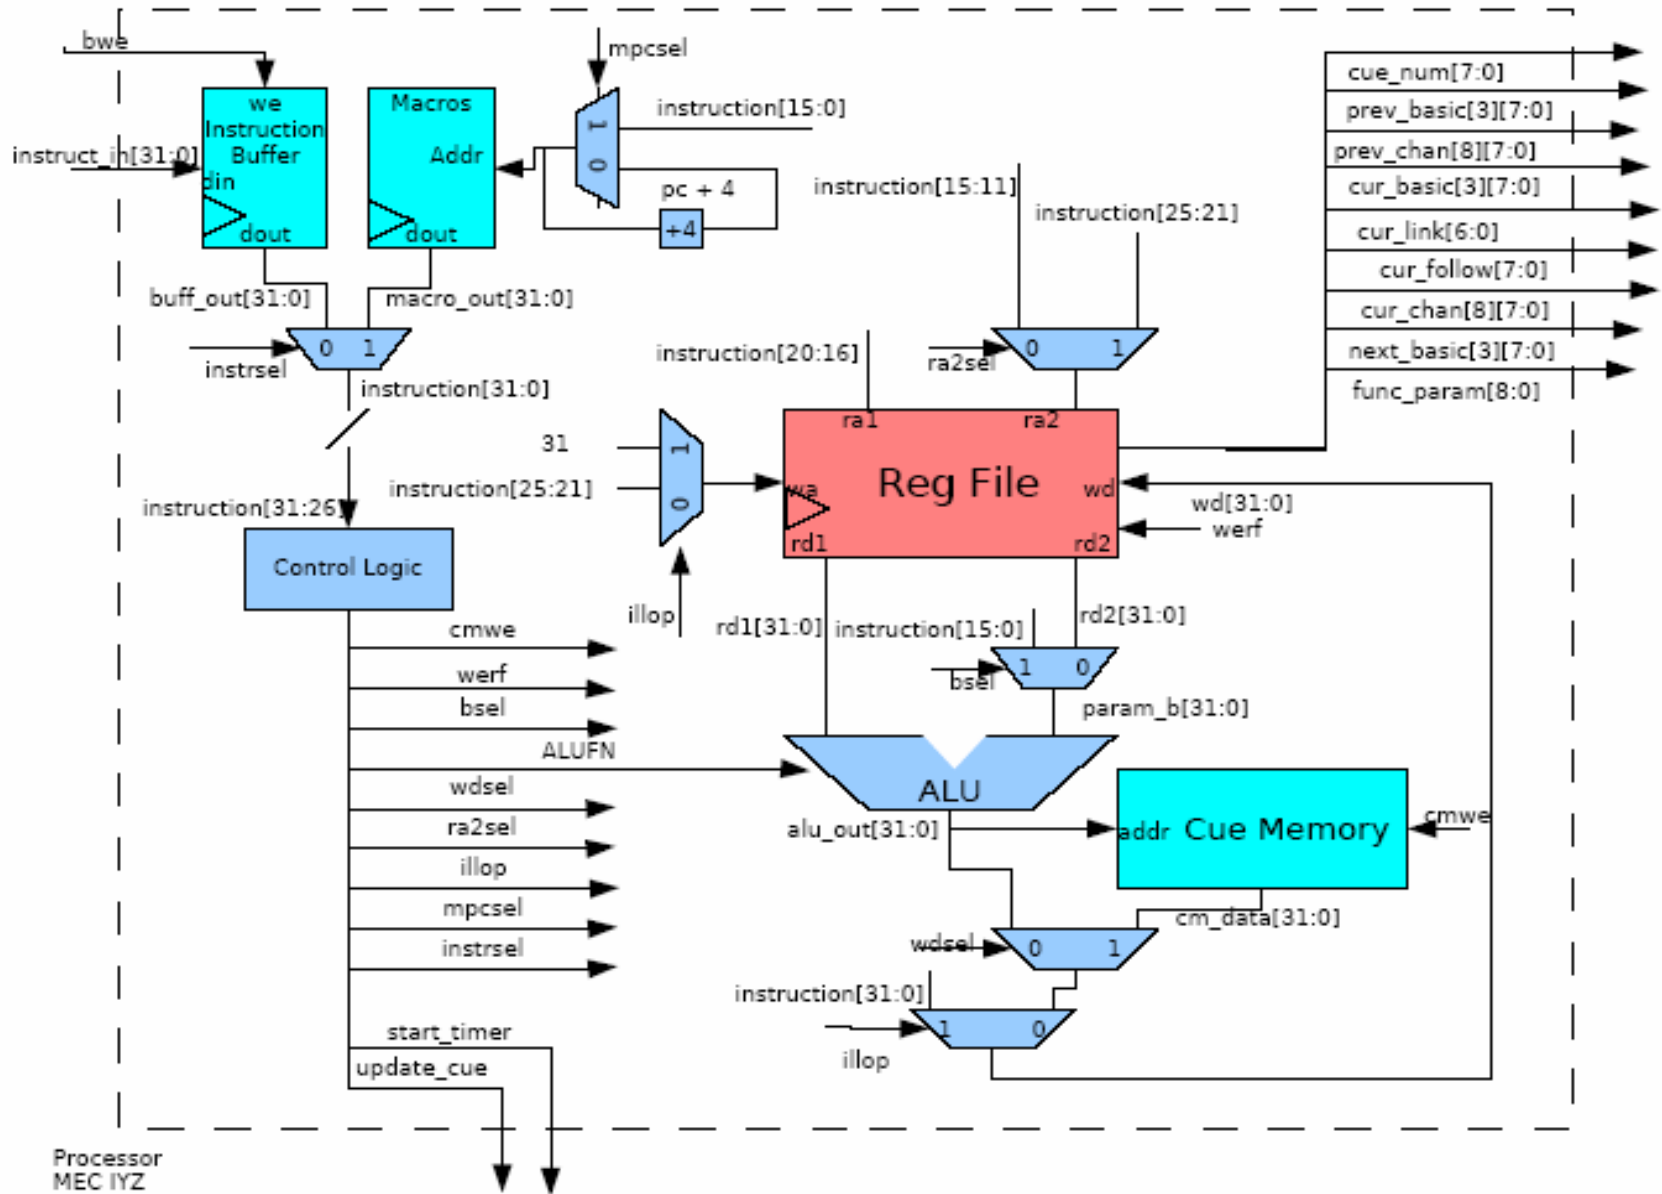 bwe
mpcsel
cue_num[7:0]
we
Macros
instruction[15:0]
prev_basic[3][7:0]
Instruction
1
instruct_in[31:0]
Buffer
Addr
0
prev_chan[8][7:0]
din
pc + 4
instruction[15:11]
cur_basic[3][7:0]
instruction[25:21]
dout
dout
+4
cur_link[6:0]
cur_follow[7:0]
buff_out[31:0]
macro_out[31:0]
cur_chan[8][7:0]
0 1
instruction[20:16]
0 1
next_basic[3][7:0]
instrsel
ra2sel
instruction[31:0]
func_param[8:0]
ra1
ra2
31
1
instruction[25:21]
0
wa
Reg File
wd
instruction[31:26]
wd[31:0]
werf
rd1
rd2
Control Logic
illop
rd1[31:0]
instruction[15:0]
rd2[31:0]
cmwe
1 0
werf
bsel
bsel
param_b[31:0]
ALUFN
wdsel
ALU
ra2sel
alu_out[31:0]
addr
Cue Memory
cmwe
illop
mpcsel
cm_data[31:0]
instrsel
wdsel
0 1
instruction[31:0]
start_timer
1 0
update_cue
illop
Processor
MEC IYZ